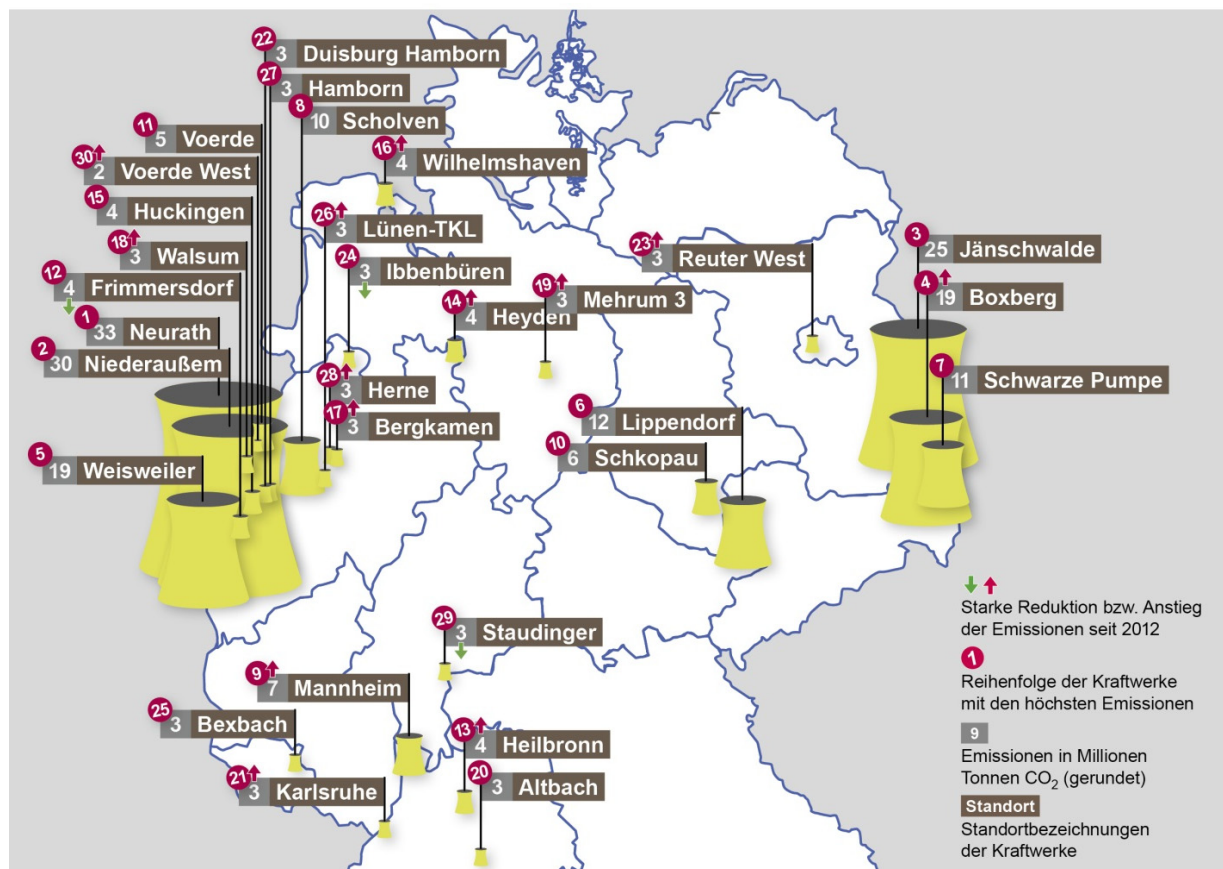 22
3 Duisburg Hamborn
27
3 Hamborn
8
10 Scholven
11
5 Voerde
30
2 Voerde West
16
4 Wilhelmshaven
15
4 Huckingen
26
3 Lünen-TKL
18
3 Walsum
24
3 Ibbenbüren
23
3 Reuter West
3
25 Jänschwalde
12
4 Frimmersdorf
14
4 Heyden
19
3 Mehrum 3
4
19 Boxberg
1
33 Neurath
2
30 Niederaußem
28
3 Herne
7
11 Schwarze Pumpe
17
3 Bergkamen
6
12 Lippendorf
5
19 Weisweiler
10
6 Schkopau
29
3 Staudinger
9
7 Mannheim
25
3 Bexbach
13
4 Heilbronn
21
3 Karlsruhe
20
3 Altbach
Starke Reduktion bzw. Anstieg
der Emissionen seit 2012
1
Reihenfolge der Kraftwerke
mit den höchsten Emissionen
9
Emissionen in Millionen
Tonnen CO₂ (gerundet)
Standort
Standortbezeichnungen
der Kraftwerke